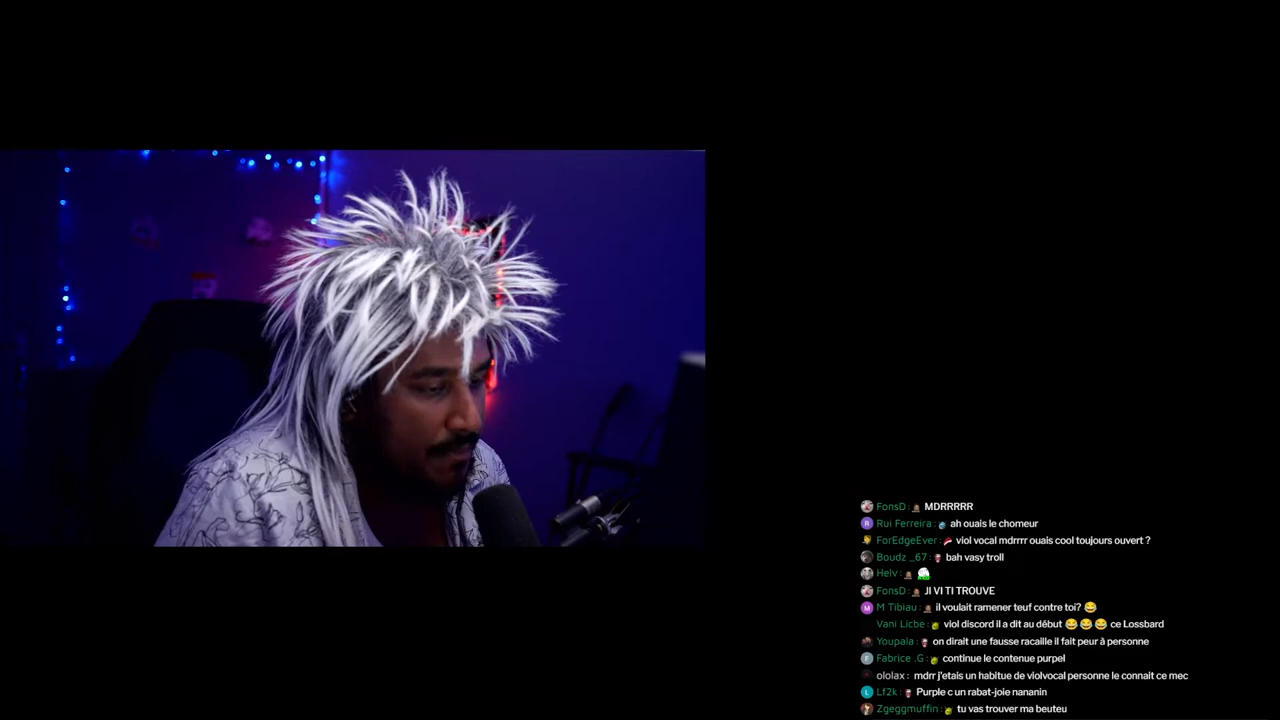 FonsD : MDRRRRR
R Rui Ferreira : ah ouais le chomeur
ForEdgeEver : viol vocal mdrrr ouais cool toujours ouvert ?
Boudz _67 : bah vasy troll
Helv :
FonsD : JI VI TI TROUVE
M M Tibiau : il voulait ramener teuf contre toi? 😂
Vani Licbe : viol discord il a dit au début 😂 😂 😂 ce Lossbard
Youpala : on dirait une fausse racaille il fait peur à personne
F Fabrice .G : continue le contenue purpel
ololax : mdrr j'etais un habitue de violvocal personne le connait ce mec
L Lf2k : Purple c un rabat-joie nananin
Zgeggmuffin : tu vas trouver ma beuteu